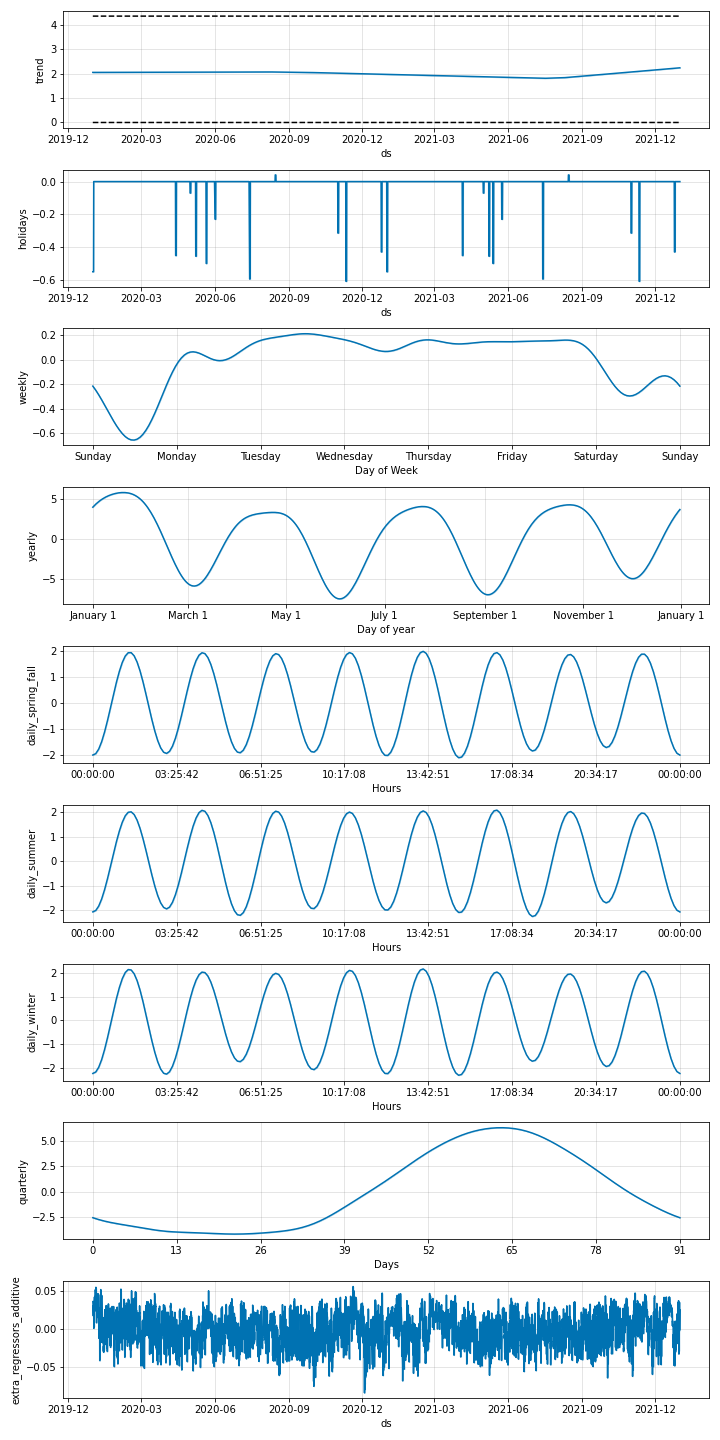 trend
4
3
2
1
0
2019-12 2020-03 2020-06 2020-09 2020-12 2021-03 2021-06 2021-09 2021-12
ds
holidays
0.0
−0.2
−0.4
−0.6
2019-12 2020-03 2020-06 2020-09 2020-12 2021-03 2021-06 2021-09 2021-12
ds
weekly
0.2
0.0
−0.2
−0.4
−0.6
Sunday Monday Tuesday Wednesday Thursday Friday Saturday Sunday
Day of Week
yearly
5
0
−5
January 1 March 1 May 1 July 1 September 1 November 1 January 1
Day of year
daily_spring_fall
2
1
0
−1
−2
00:00:00 03:25:42 06:51:25 10:17:08 13:42:51 17:08:34 20:34:17 00:00:00
Hours
daily_summer
2
1
0
−1
−2
00:00:00 03:25:42 06:51:25 10:17:08 13:42:51 17:08:34 20:34:17 00:00:00
Hours
daily_winter
2
1
0
−1
−2
00:00:00 03:25:42 06:51:25 10:17:08 13:42:51 17:08:34 20:34:17 00:00:00
Hours
quarterly
5.0
2.5
0.0
−2.5
0 13 26 39 52 65 78 91
Days
extra_regressors_additive
0.05
0.00
−0.05
2019-12 2020-03 2020-06 2020-09 2020-12 2021-03 2021-06 2021-09 2021-12
ds